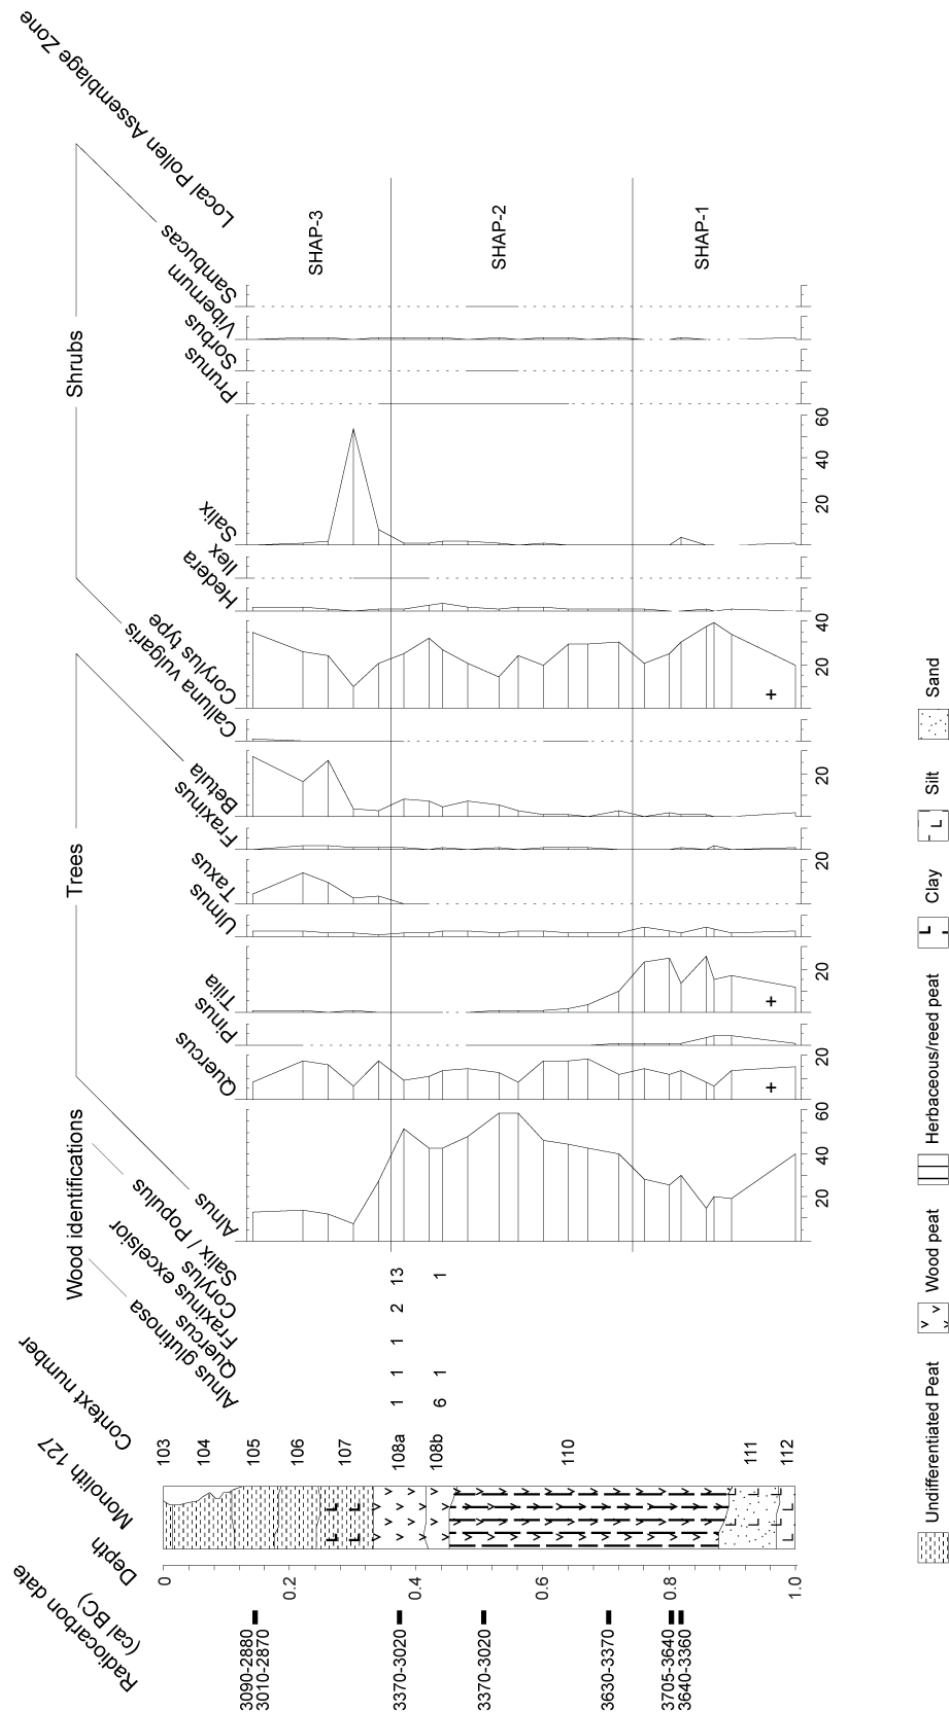 Radiocarbon date
(cal BC)
Depth
Monolith 127
Context number
Wood identifications
Trees
Shrubs
Local Pollen Assemblage Zone
Alnus glutinosa
Quercus
Fraxinus excelsior
Corylus
Salix / Populus
Alnus
Quercus
Pinus
Tilia
Ulmus
Taxus
Fraxinus
Betula
Calluna vulgaris
Corylus type
Hedera
Ilex
Salix
Prunus
Sorbus
Vibernum
Sambucas
3090-2880
3010-2870
3370-3020
3370-3020
3630-3370
3705-3640
3640-3360
0
0.2
0.4
0.6
0.8
1.0
103
104
105
106
107
108a
108b
110
111
112
1 1 1 2 13
6 1 1
SHAP-3
SHAP-2
SHAP-1
+
+
+
20 40 60
20
20
20
20
20 40
20 40 60
Undifferentiated Peat
Wood peat
Herbaceous/reed peat
Clay
Silt
Sand